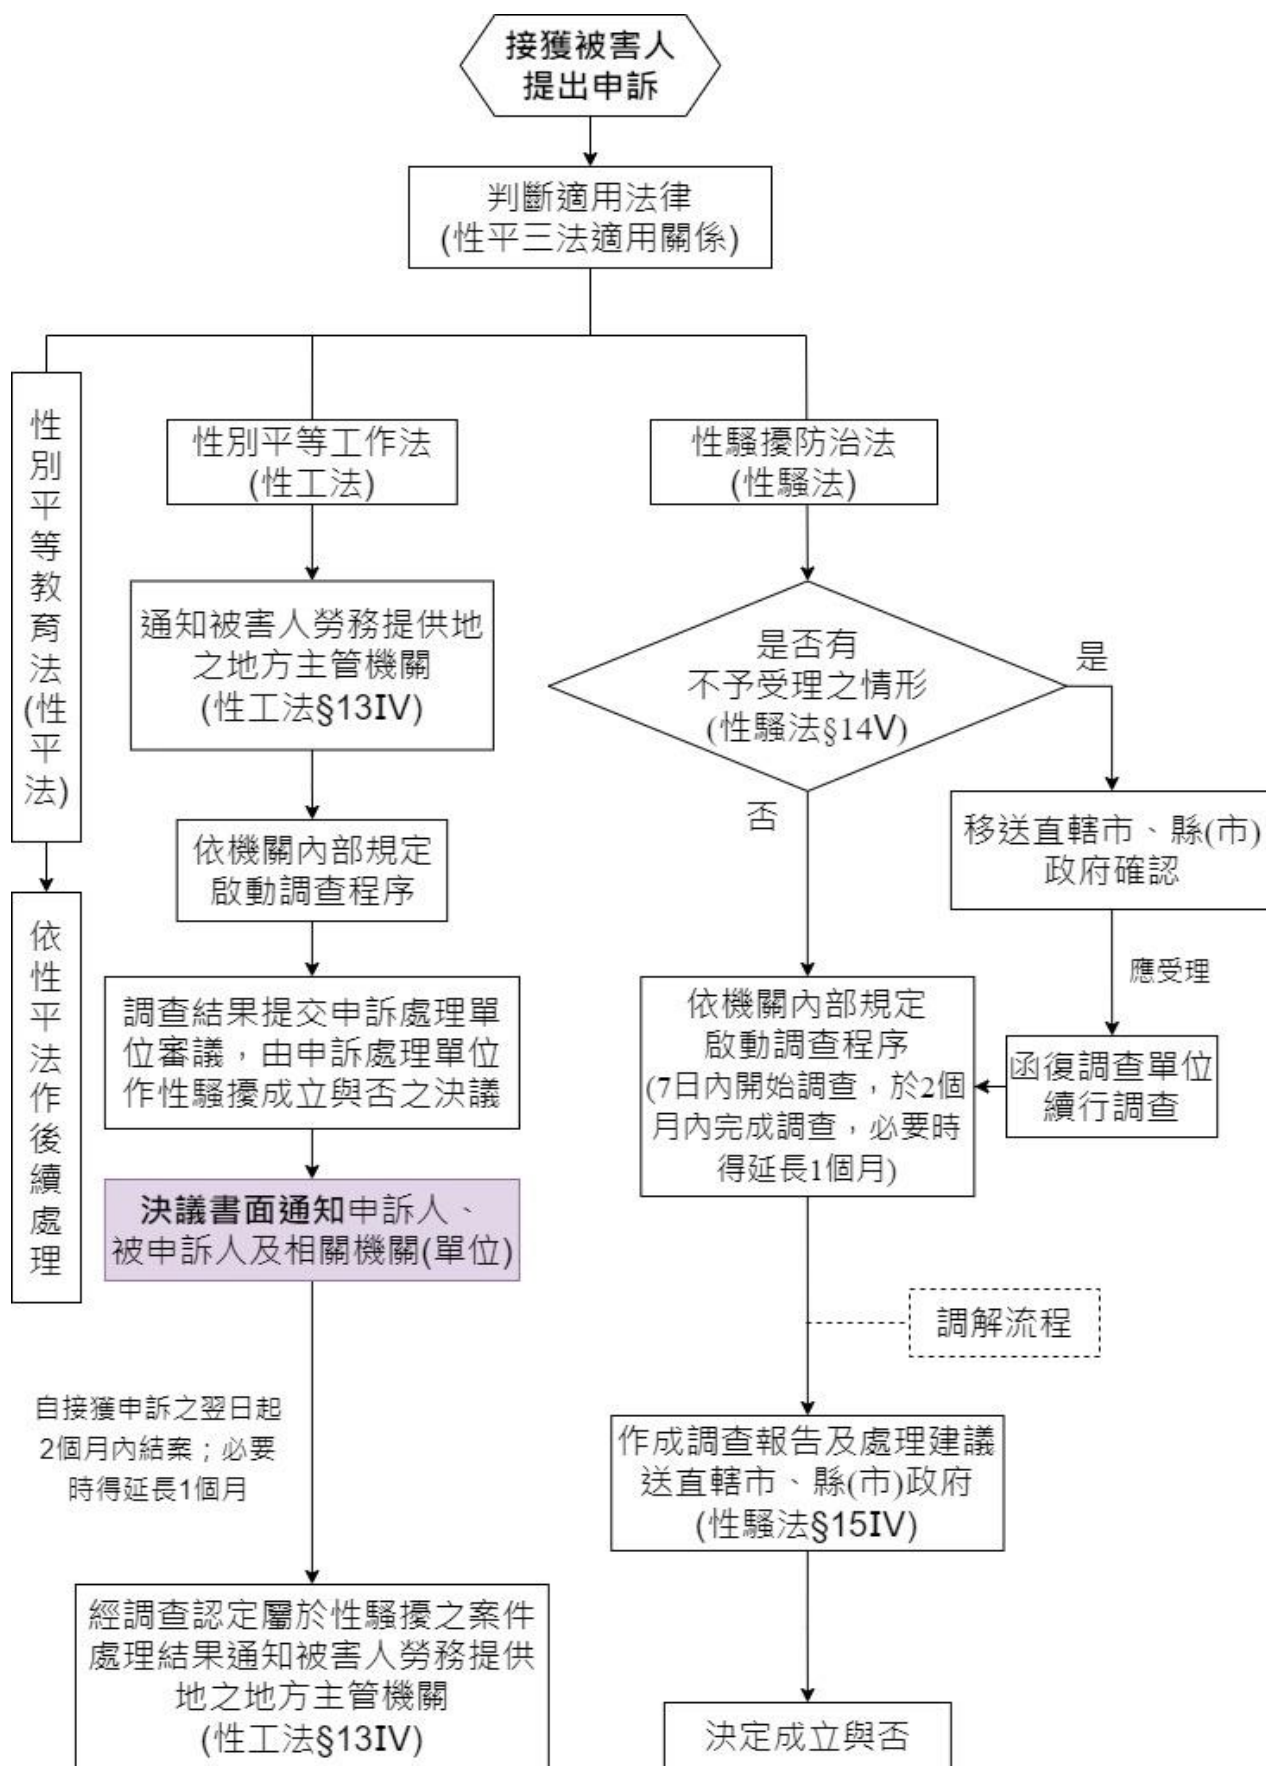 接獲被害人
提出申訴
判斷適用法律
(性平三法適用關係)
性別平等教育法(性平法)
依性平法作後續處理
性別平等工作法
(性工法)
通知被害人勞務提供地
之地方主管機關
(性工法§13IV)
依機關內部規定
啟動調查程序
調查結果提交申訴處理單
位審議，由申訴處理單位
作性騷擾成立與否之決議
決議書面通知申訴人、
被申訴人及相關機關(單位)
自接獲申訴之翌日起
2個月內結案；必要
時得延長1個月
經調查認定屬於性騷擾之案件
處理結果通知被害人勞務提供
地之地方主管機關
(性工法§13IV)
性騷擾防治法
(性騷法)
是否有
不予受理之情形
(性騷法§14V)
是
否
移送直轄市、縣(市)
政府確認
應受理
函復調查單位
續行調查
依機關內部規定
啟動調查程序
(7日內開始調查，於2個
月內完成調查，必要時
得延長1個月)
調解流程
作成調查報告及處理建議
送直轄市、縣(市)政府
(性騷法§15IV)
決定成立與否